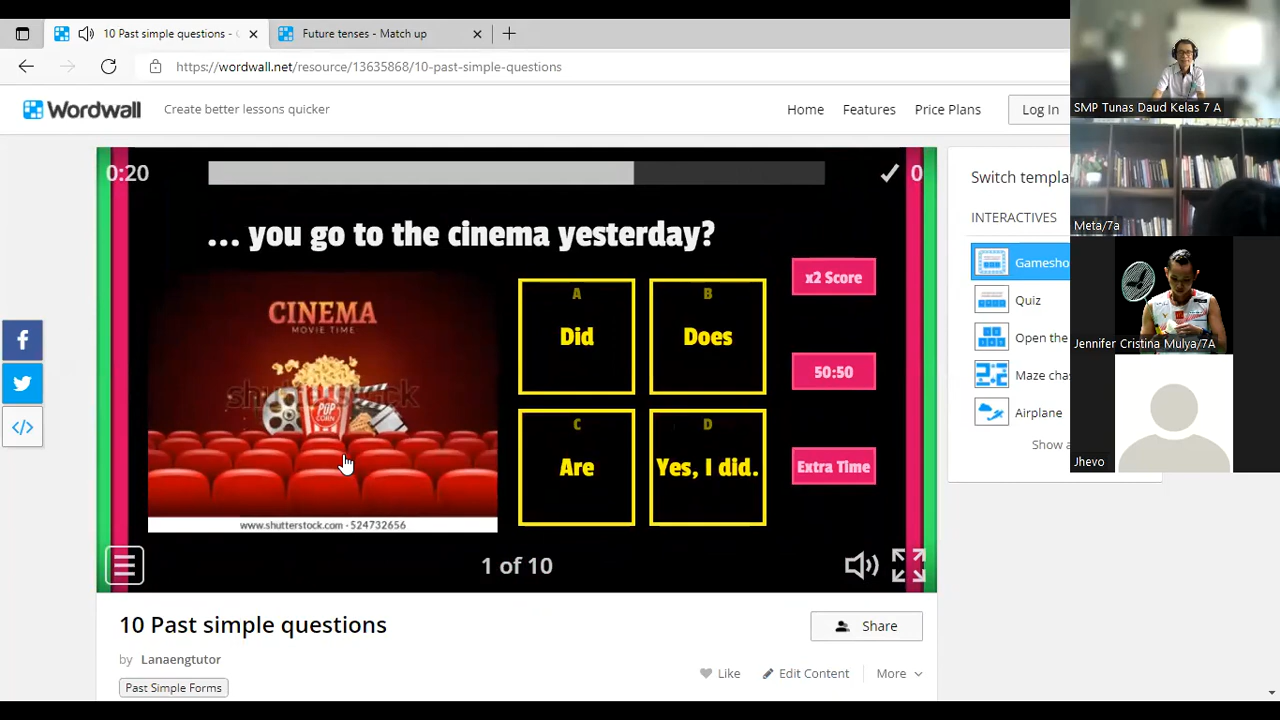 10 Past simple questions -
Future tenses - Match up
https://wordwall.net/resource/13635868/10-past-simple-questions
Wordwall
Create better lessons quicker
Home
Features
Price Plans
Log In
0:20
0
... you go to the cinema yesterday?
CINEMA
MOVIE TIME
shutterstock
POP
CORN
www.shutterstock.com · 524732656
A
Did
B
Does
C
Are
D
Yes, I did.
x2 Score
50:50
Extra Time
1 of 10
10 Past simple questions
by Lanaengtutor
Past Simple Forms
Share
Like
Edit Content
More
Switch templa
INTERACTIVES
Gamesho
Quiz
Open the
Maze cha
Airplane
Show a
SMP Tunas Daud Kelas 7 A
Meta/7a
Jennifer Cristina Mulya/7A
Jhevo